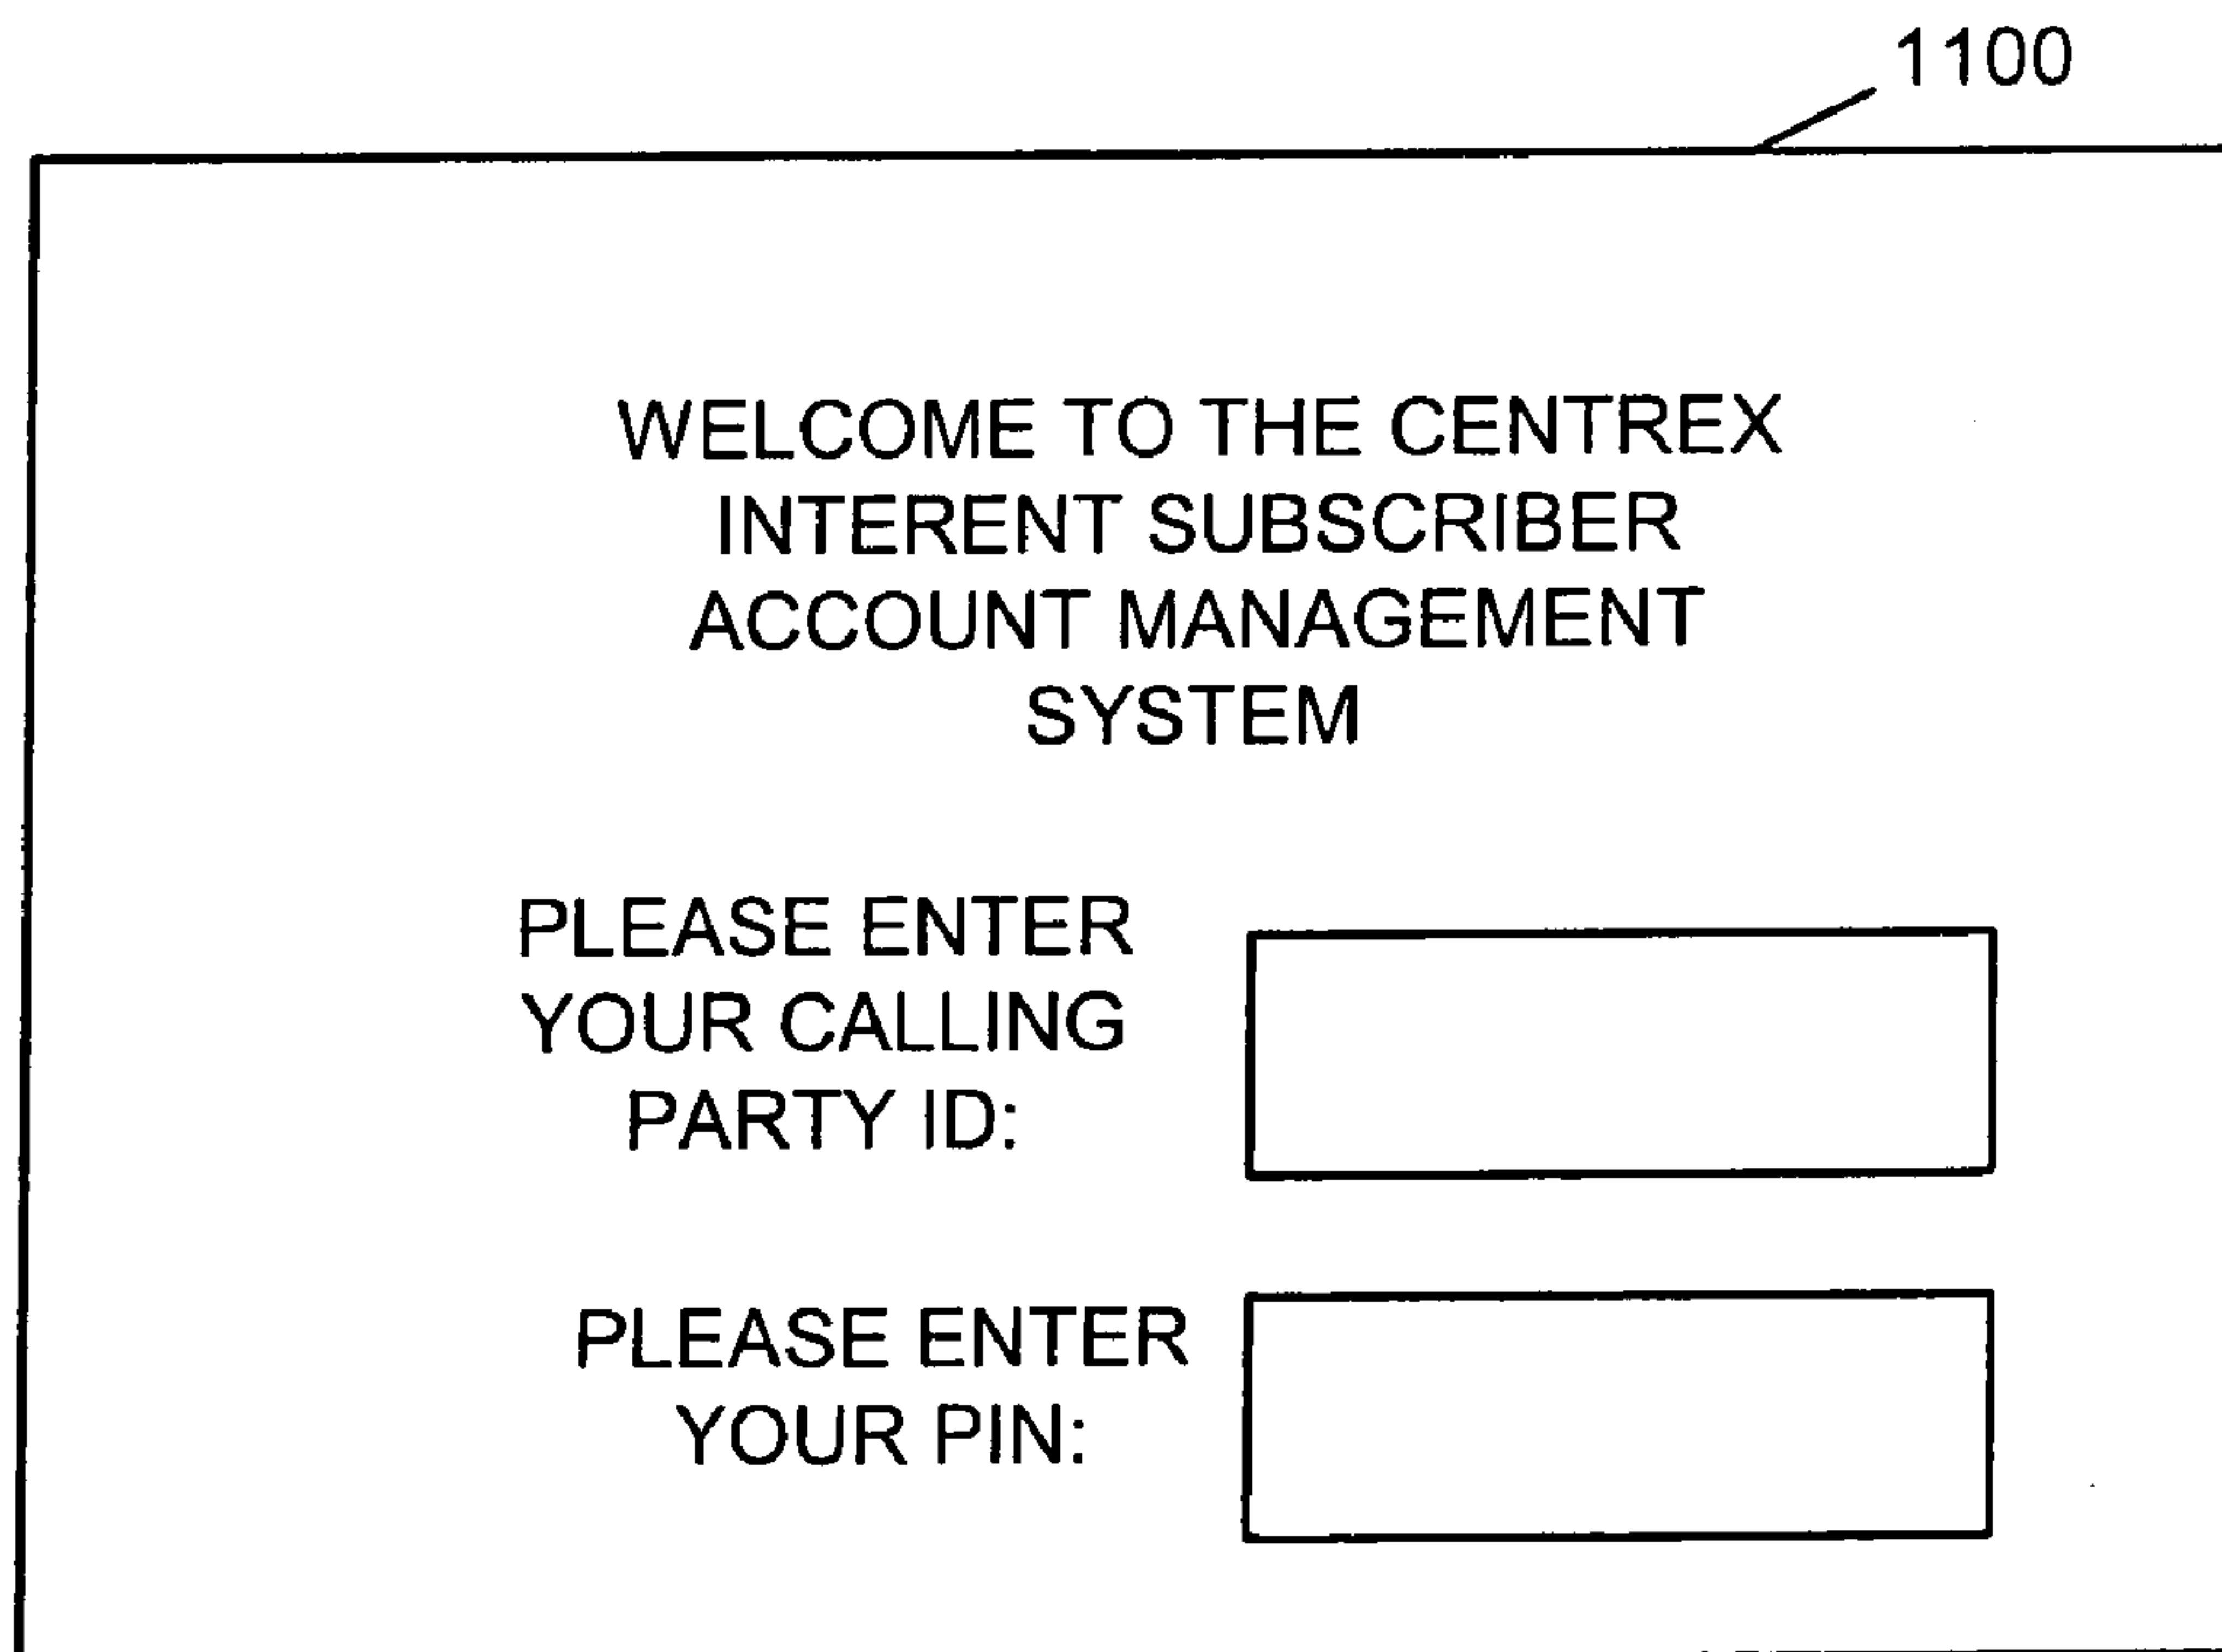 1100
WELCOME TO THE CENTREX
INTERENT SUBSCRIBER
ACCOUNT MANAGEMENT
SYSTEM
PLEASE ENTER
YOUR CALLING
PARTY ID:
PLEASE ENTER
YOUR PIN: